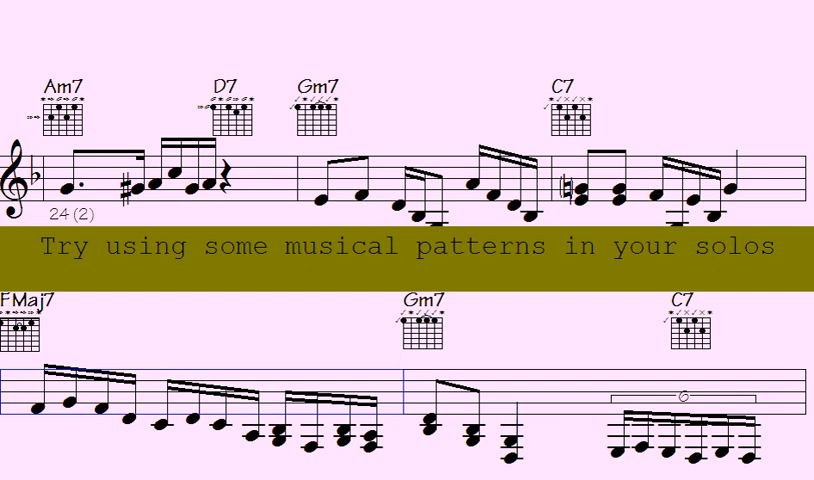 Am7 D7 Gm7 C7
24 (2)
Try using some musical patterns in your solos
FMaj7 Gm7 C7
6